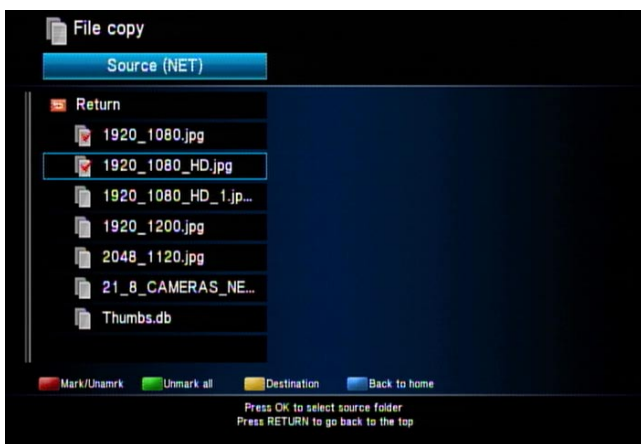 File copy
Source (NET)
Return
1920_1080.jpg
1920_1080_HD.jpg
1920_1080_HD_1.jp...
1920_1200.jpg
2048_1120.jpg
21_8_CAMERAS_NE...
Thumbs.db
Mark/Unamrk Unmark all Destination Back to home
Press OK to select source folder
Press RETURN to go back to the top